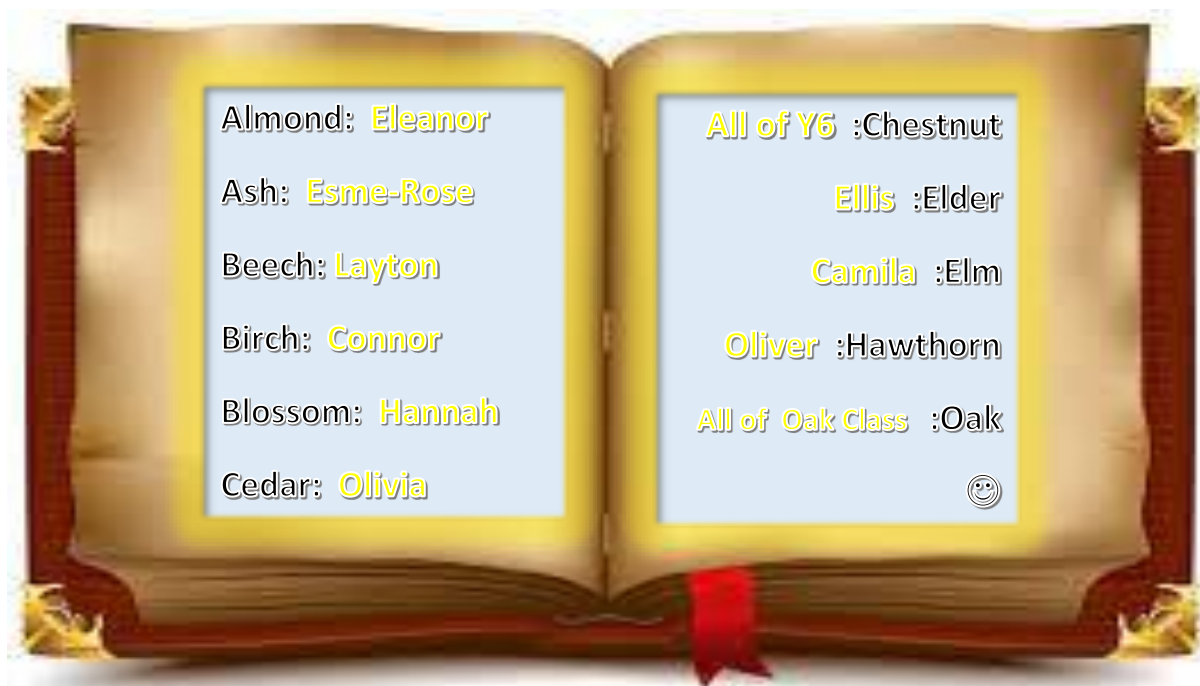 Almond: Eleanor
Ash: Esme-Rose
Beech: Layton
Birch: Connor
Blossom: Hannah
Cedar: Olivia
All of Y6 :Chestnut
Ellis :Elder
Camila :Elm
Oliver :Hawthorn
All of Oak Class :Oak
☺